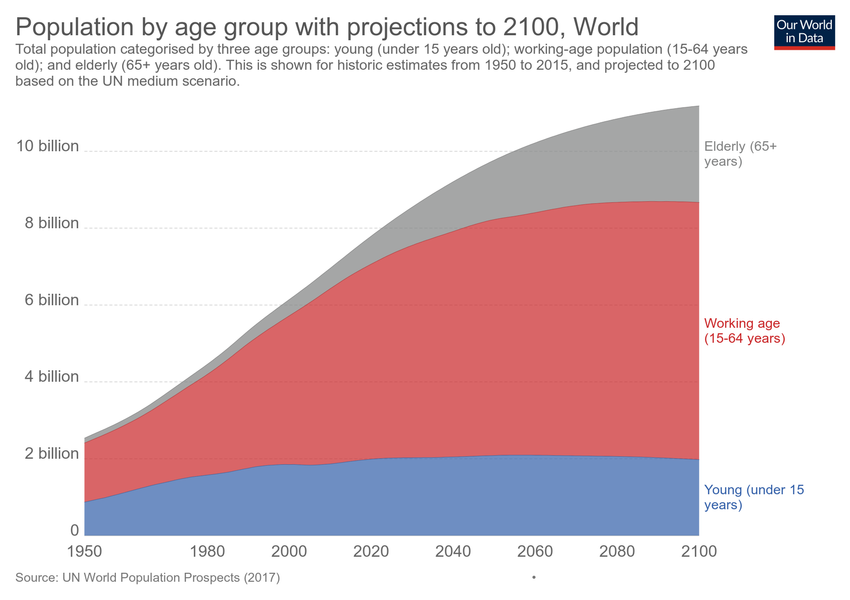 Population by age group with projections to 2100, World
Our World
in Data
Total population categorised by three age groups: young (under 15 years old); working-age population (15-64 years
old); and elderly (65+ years old). This is shown for historic estimates from 1950 to 2015, and projected to 2100
based on the UN medium scenario.
10 billion
Elderly (65+
years)
8 billion
6 billion
Working age
(15-64 years)
4 billion
2 billion
Young (under 15
years)
0
1950 1980 2000 2020 2040 2060 2080 2100
Source: UN World Population Prospects (2017)
•